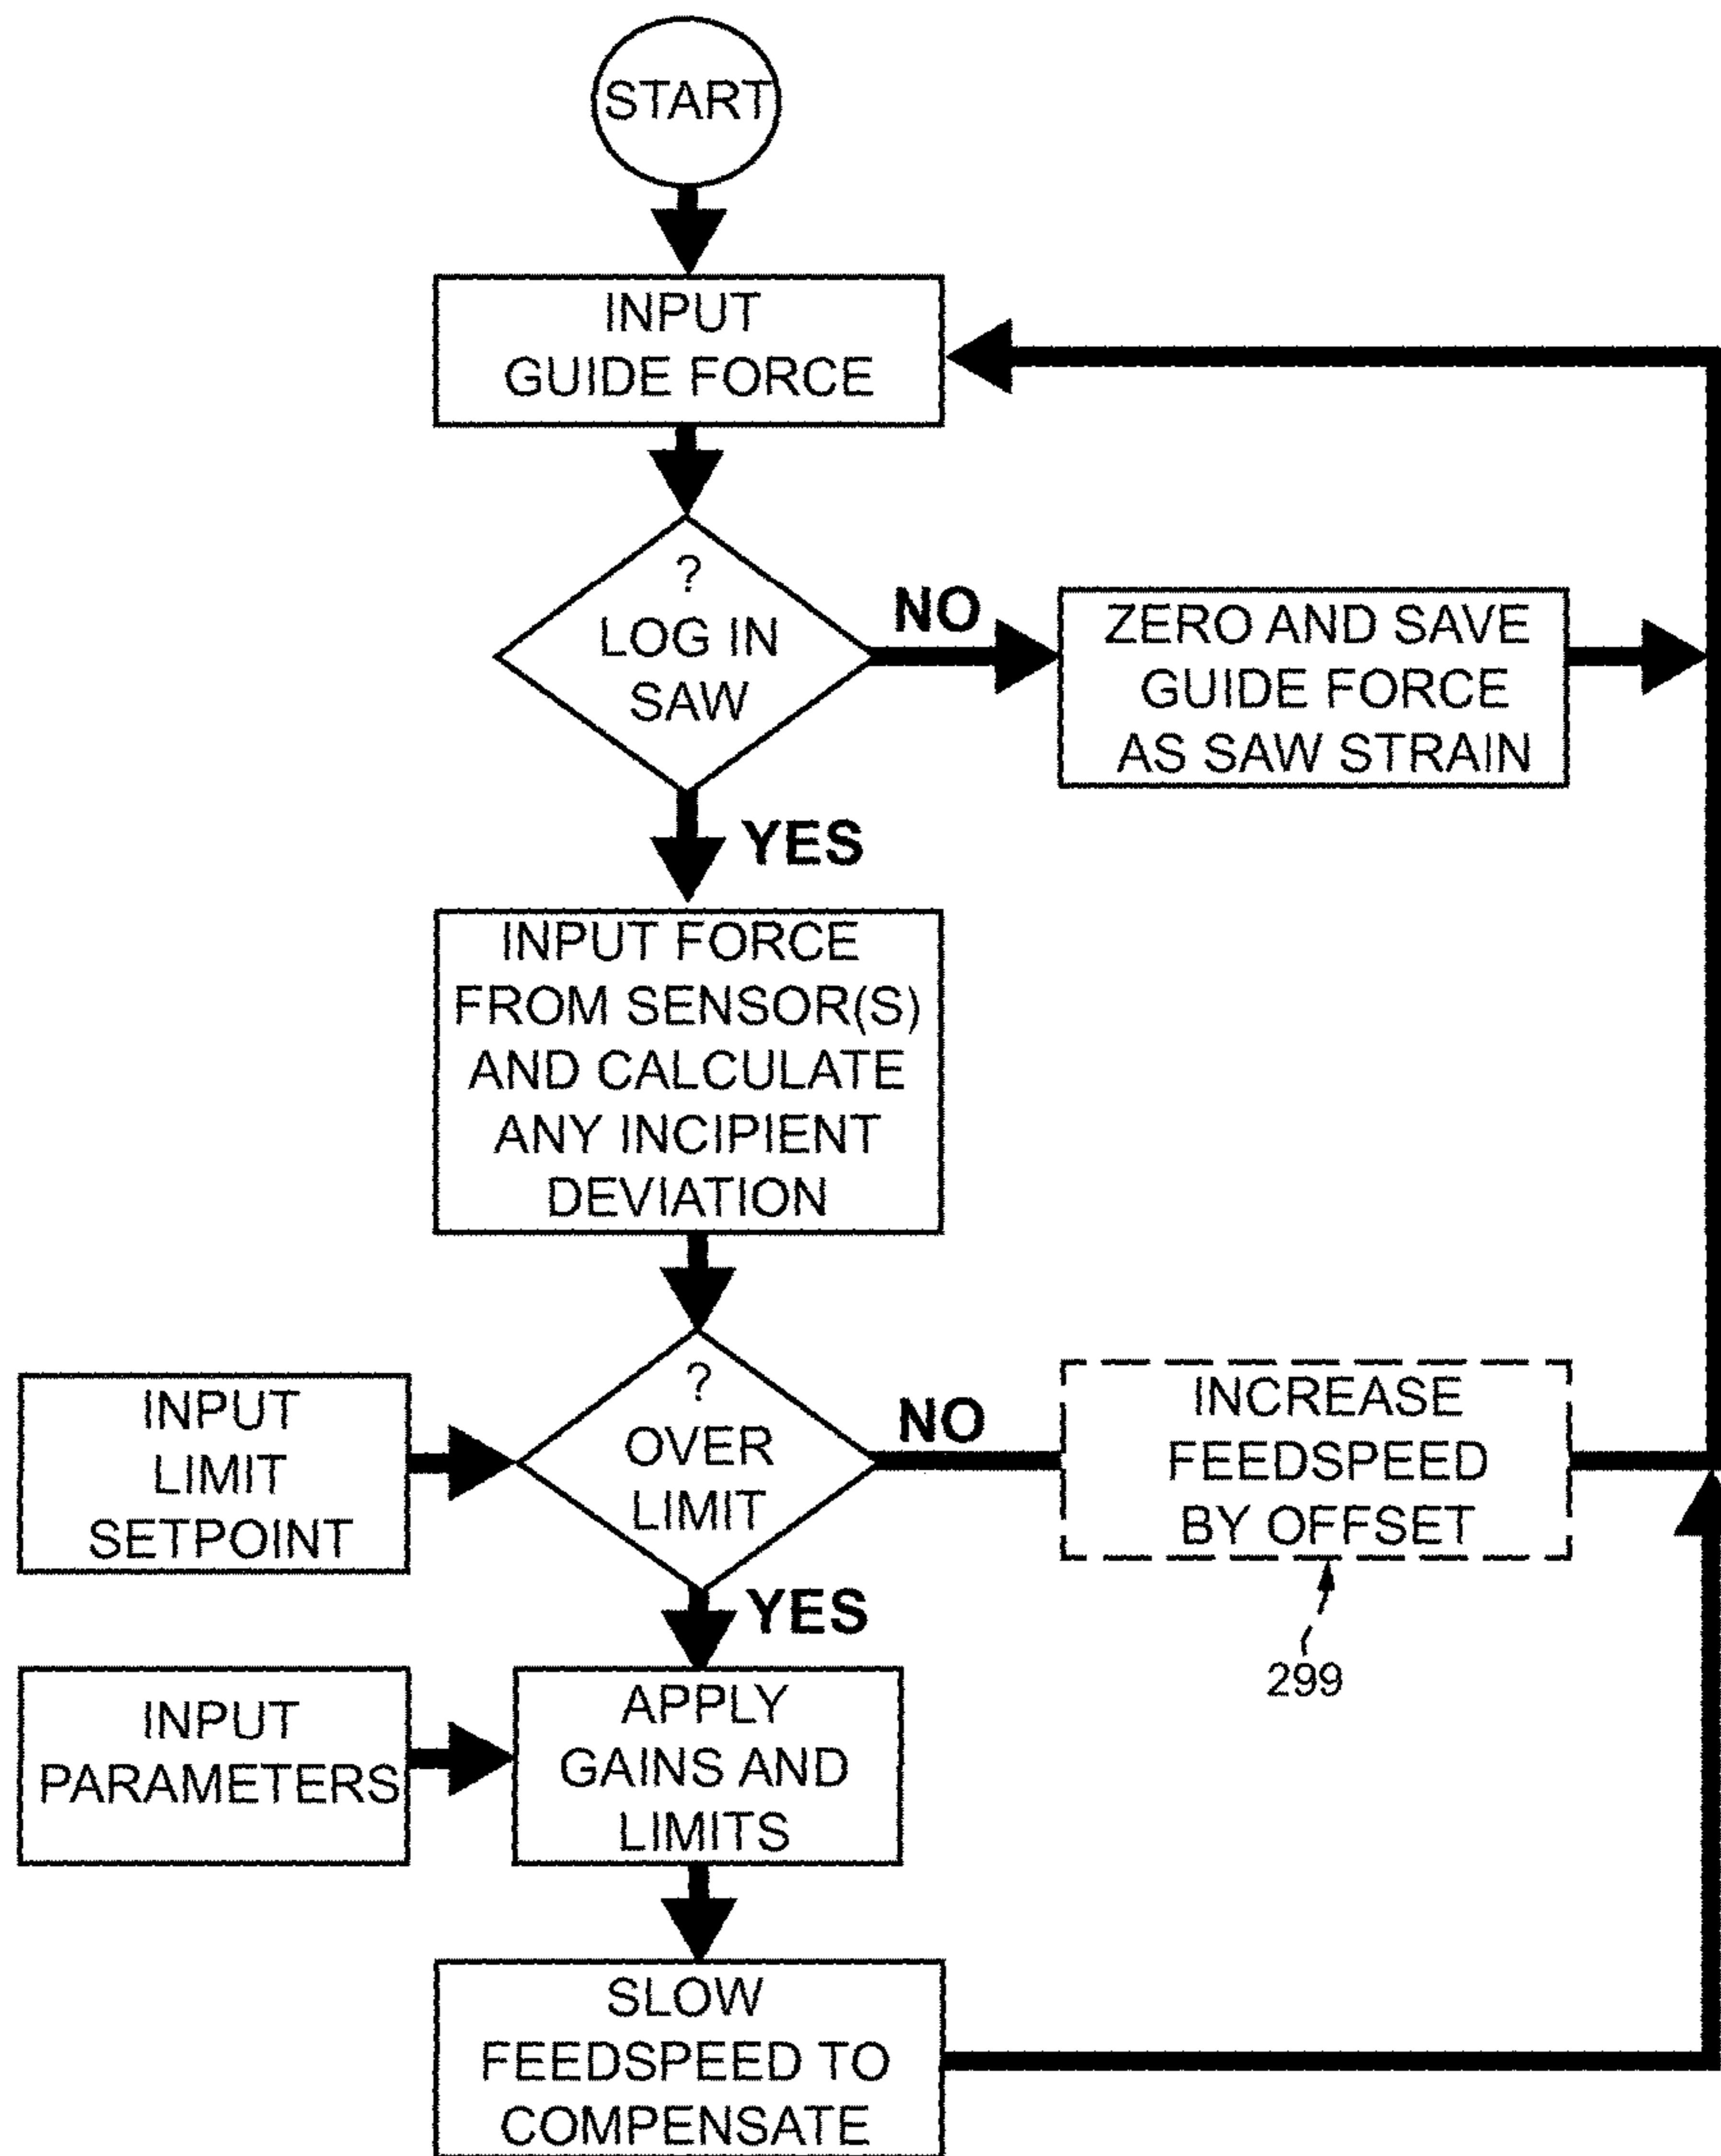 START
INPUT
GUIDE FORCE
?
LOG IN
SAW
NO
ZERO AND SAVE
GUIDE FORCE
AS SAW STRAIN
YES
INPUT FORCE
FROM SENSOR(S)
AND CALCULATE
ANY INCIPIENT
DEVIATION
INPUT
LIMIT
SETPOINT
?
OVER
LIMIT
NO
INCREASE
FEEDSPEED
BY OFFSET
299
YES
INPUT
PARAMETERS
APPLY
GAINS AND
LIMITS
SLOW
FEEDSPEED TO
COMPENSATE